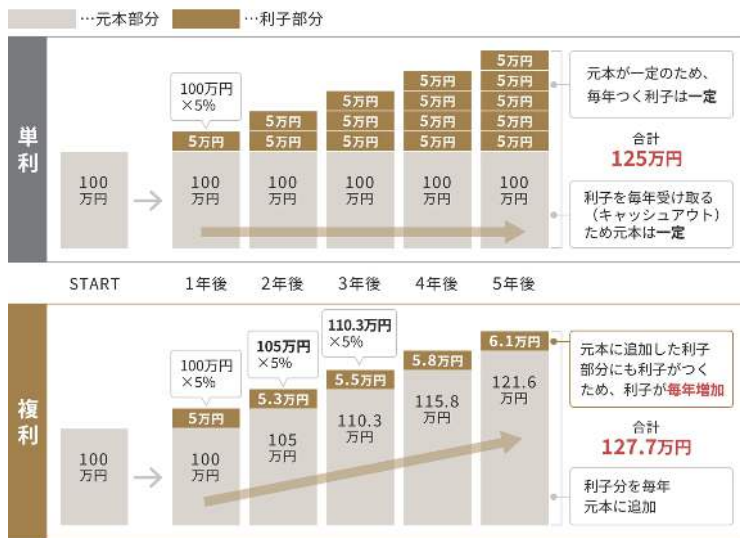 …元本部分
…利子部分
単利
100
万円
100万円
×5%
5万円
100
万円
5万円
5万円
100
万円
5万円
5万円
5万円
100
万円
5万円
5万円
5万円
5万円
100
万円
5万円
5万円
5万円
5万円
5万円
100
万円
元本が一定のため、
毎年つく利子は一定
合計
125万円
利子を毎年受け取る
（キャッシュアウト）
ため元本は一定
START
1年後
2年後
3年後
4年後
5年後
複利
100
万円
100万円
×5%
5万円
100
万円
105万円
×5%
5.3万円
105
万円
110.3万円
×5%
5.5万円
110.3
万円
5.8万円
115.8
万円
6.1万円
121.6
万円
元本に追加した利子
部分にも利子がつく
ため、利子が毎年増加
合計
127.7万円
利子分を毎年
元本に追加